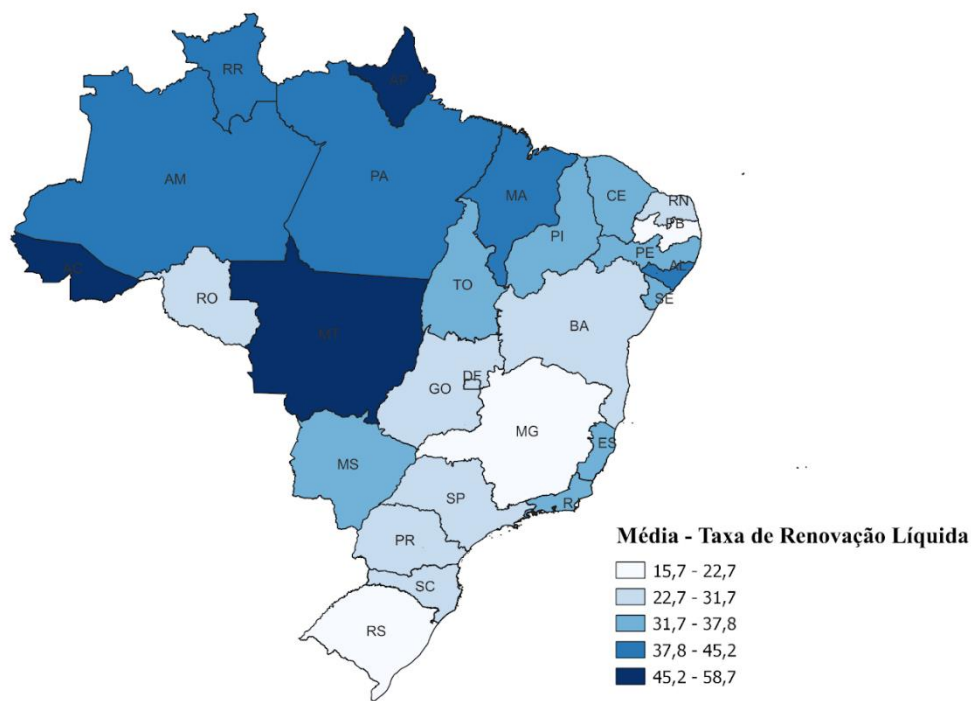 RR
AP
AM
PA
MA
CE
RN
PB
PI
PE
AL
SE
AC
TO
RO
BA
MT
DF
GO
MG
ES
MS
SP
RJ
PR
SC
RS
Média - Taxa de Renovação Líquida
15,7 - 22,7
22,7 - 31,7
31,7 - 37,8
37,8 - 45,2
45,2 - 58,7